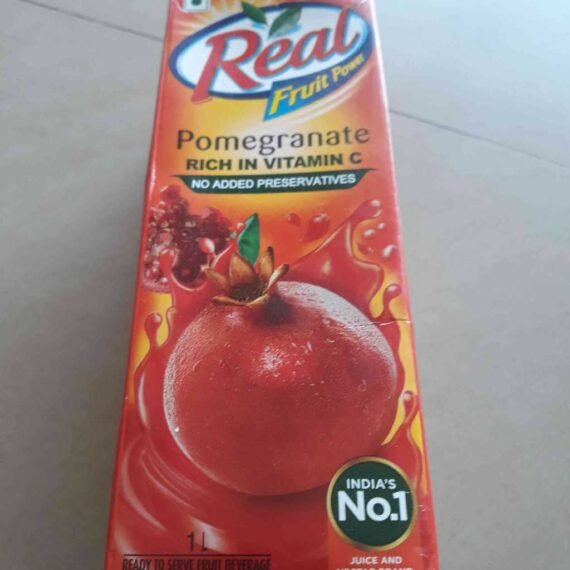 Real
Fruit Power
Pomegranate
RICH IN VITAMIN C
NO ADDED PRESERVATIVES
INDIA'S
No.1
1 L
READY TO SERVE FRUIT BEVERAGE
JUICE AND